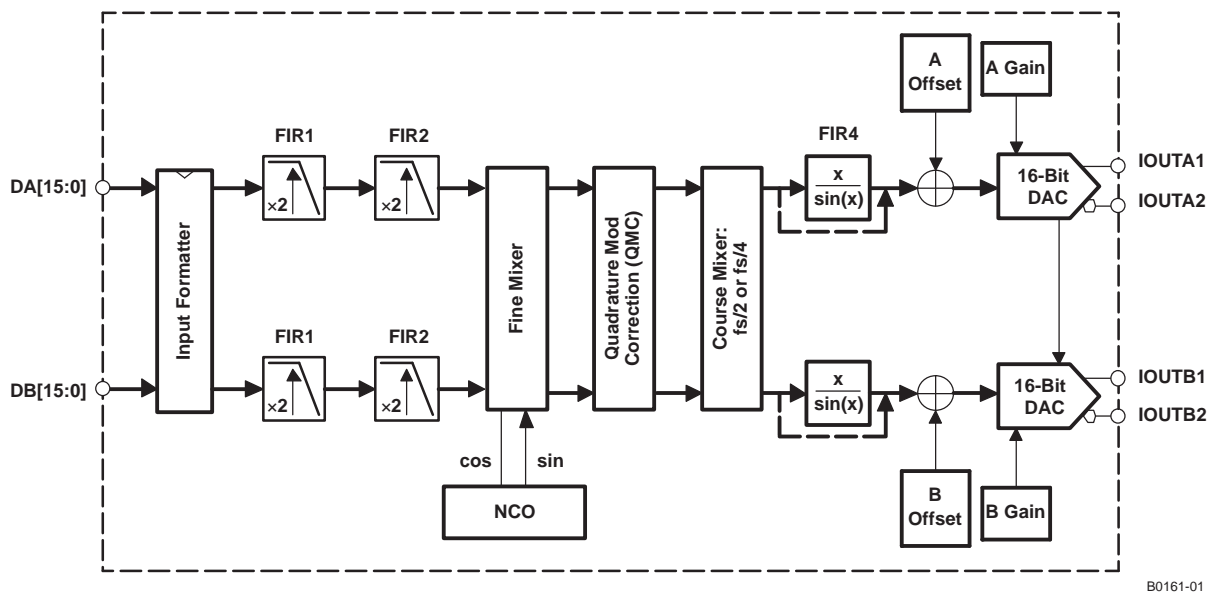 A
Offset
A Gain
FIR1
FIR2
FIR4
DA[15:0]
×2
×2
x
sin(x)
16-Bit
DAC
IOUTA1
IOUTA2
Input Formatter
Fine Mixer
Quadrature Mod
Correction (QMC)
Course Mixer:
fs/2 or fs/4
FIR1
FIR2
DB[15:0]
×2
×2
x
sin(x)
16-Bit
DAC
IOUTB1
IOUTB2
cos
sin
NCO
B
Offset
B Gain
B0161-01